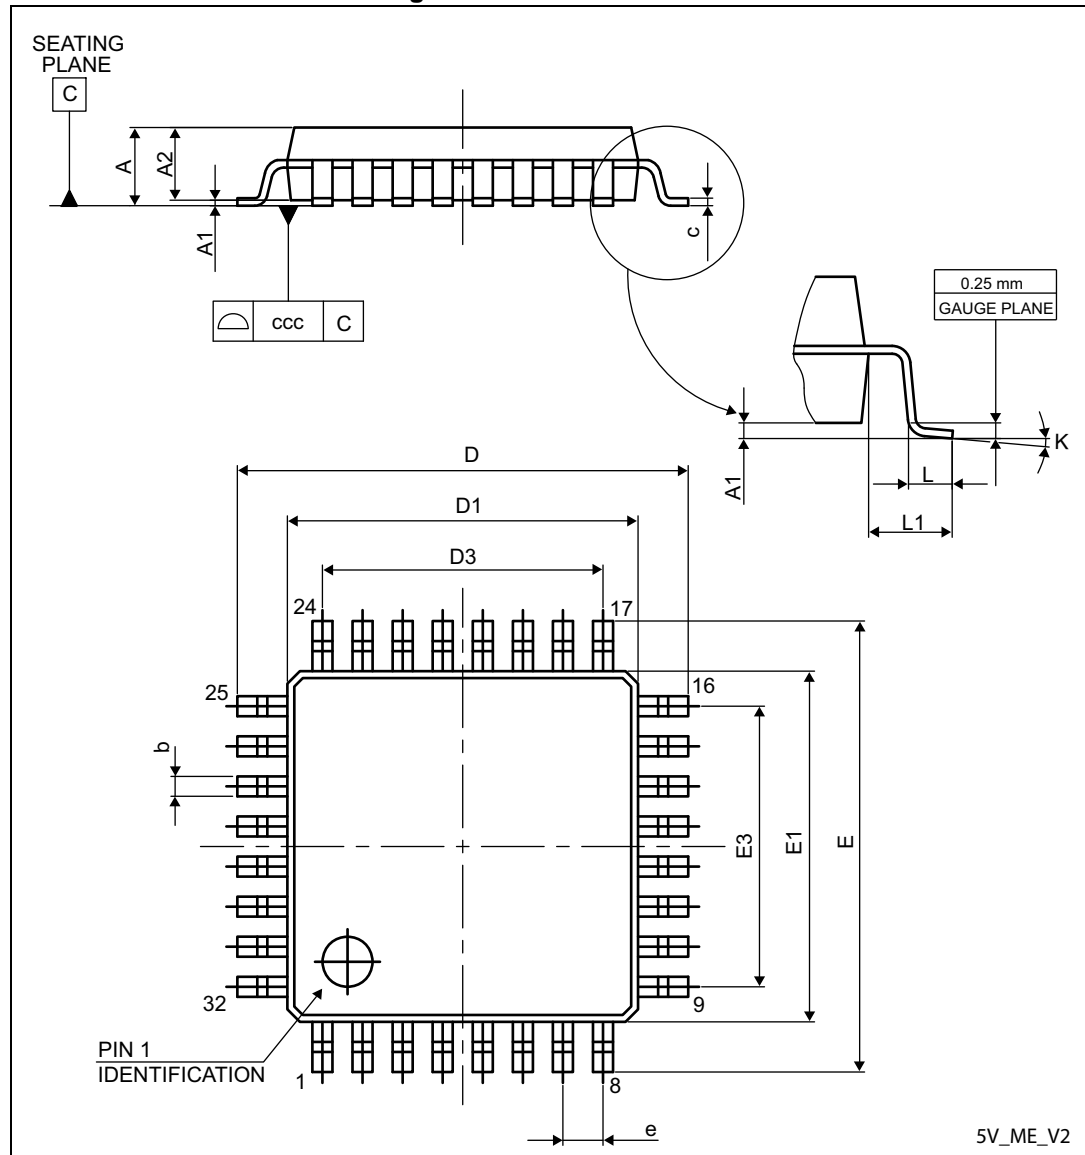 SEATING
PLANE
C
A
A2
A1
c
ccc
C
0.25 mm
GAUGE PLANE
K
A1
L
L1
D
D1
D3
24
17
25
16
b
E3
E1
E
32
9
PIN 1
IDENTIFICATION
1
8
e
5V_ME_V2